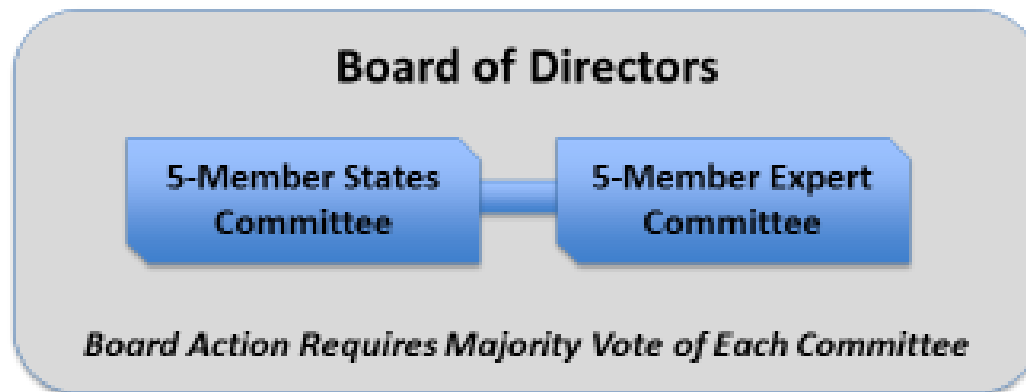 Board of Directors
5-Member States
Committee
5-Member Expert
Committee
Board Action Requires Majority Vote of Each Committee